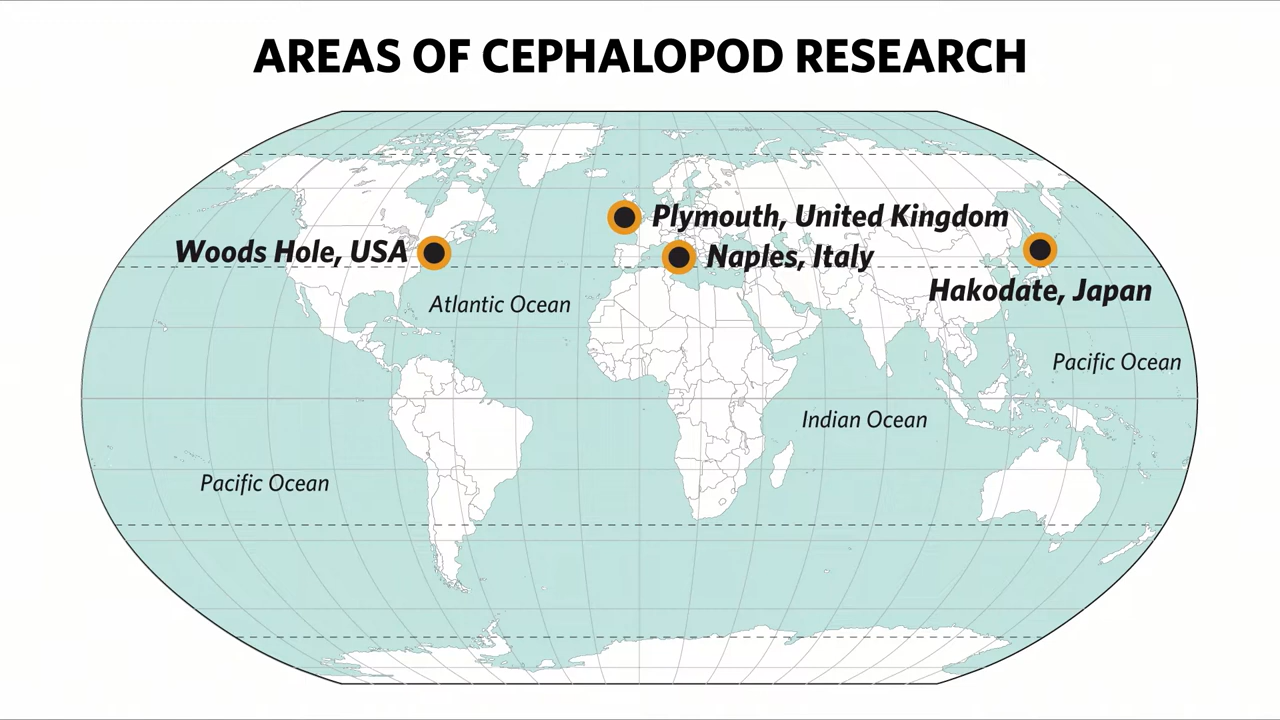 AREAS OF CEPHALOPOD RESEARCH
Plymouth, United Kingdom
Woods Hole, USA
Naples, Italy
Hakodate, Japan
Atlantic Ocean
Pacific Ocean
Indian Ocean
Pacific Ocean